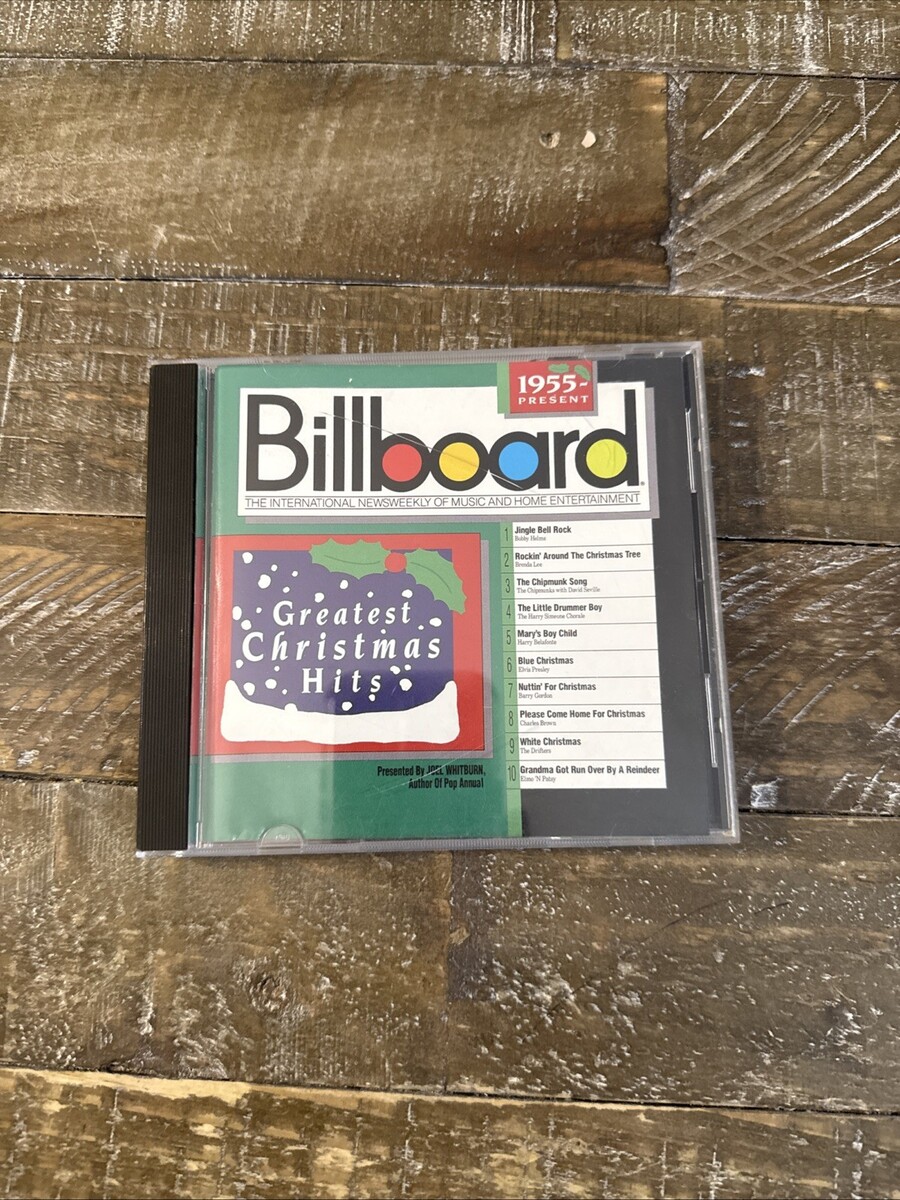 1955-
PRESENT
Billboard
THE INTERNATIONAL NEWSWEEKLY OF MUSIC AND HOME ENTERTAINMENT
Greatest
Christmas
Hits
Presented By JOEL WHITBURN,
Author Of Pop Annual
1 Jingle Bell Rock
Bobby Helms
2 Rockin' Around The Christmas Tree
Brenda Lee
3 The Chipmunk Song
The Chipmunks with David Seville
4 The Little Drummer Boy
The Harry Simeone Chorale
5 Mary's Boy Child
Harry Belafonte
6 Blue Christmas
Elvis Presley
7 Nuttin' For Christmas
Barry Gordon
8 Please Come Home For Christmas
Charles Brown
9 White Christmas
The Drifters
10 Grandma Got Run Over By A Reindeer
Elmo 'N Patsy